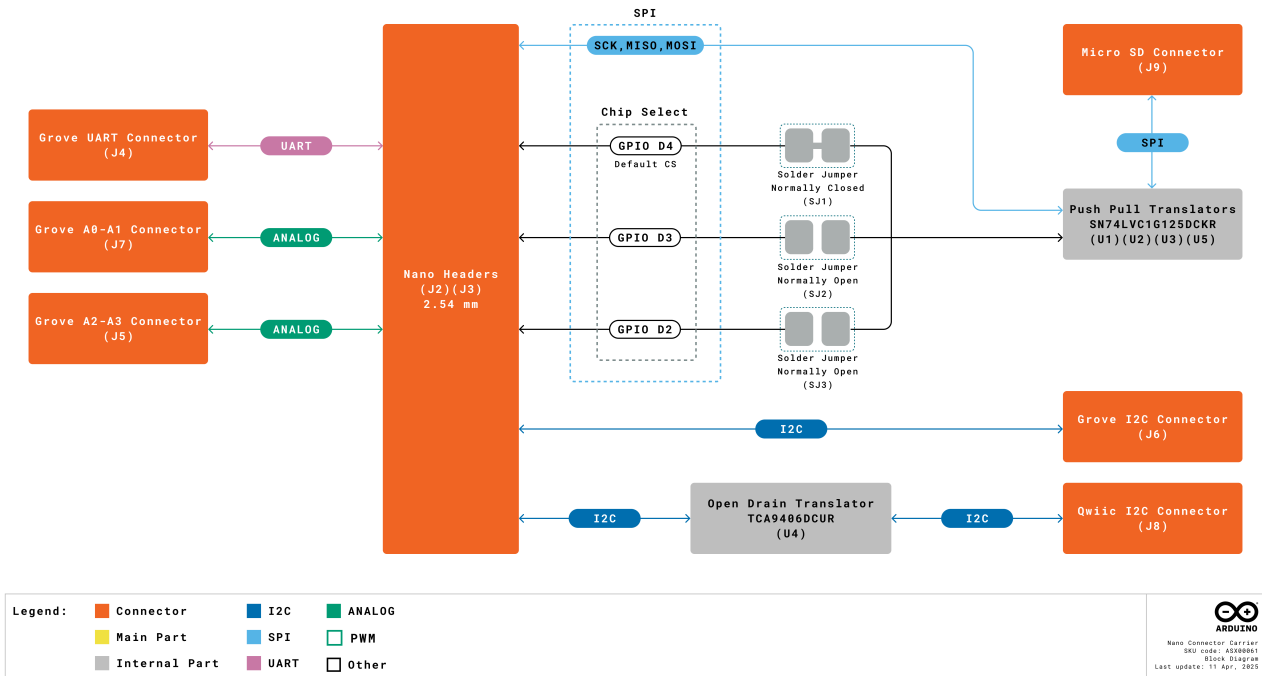 SPI
SCK,MISO,MOSI
Micro SD Connector
(J9)
Chip Select
Grove UART Connector
(J4)
UART
GPIO D4
Default CS
Solder Jumper
Normally Closed
(SJ1)
SPI
Grove A0-A1 Connector
(J7)
ANALOG
GPIO D3
Solder Jumper
Normally Open
(SJ2)
Push Pull Translators
SN74LVC1G125DCKR
(U1)(U2)(U3)(U5)
Nano Headers
(J2)(J3)
2.54 mm
Grove A2-A3 Connector
(J5)
ANALOG
GPIO D2
Solder Jumper
Normally Open
(SJ3)
I2C
Grove I2C Connector
(J6)
I2C
Open Drain Translator
TCA9406DCUR
(U4)
I2C
Qwiic I2C Connector
(J8)
Legend:
Connector
I2C
ANALOG
Main Part
SPI
PWM
Internal Part
UART
Other
ARDUINO
Nano Connector Carrier
SKU code: ASX00061
Block Diagram
Last update: 11 Apr, 2025